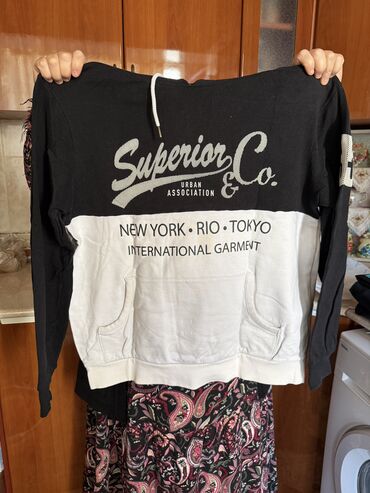 Superior
& Co.
URBAN
ASSOCIATION
NEW YORK • RIO • TOKYO
INTERNATIONAL GARMENT